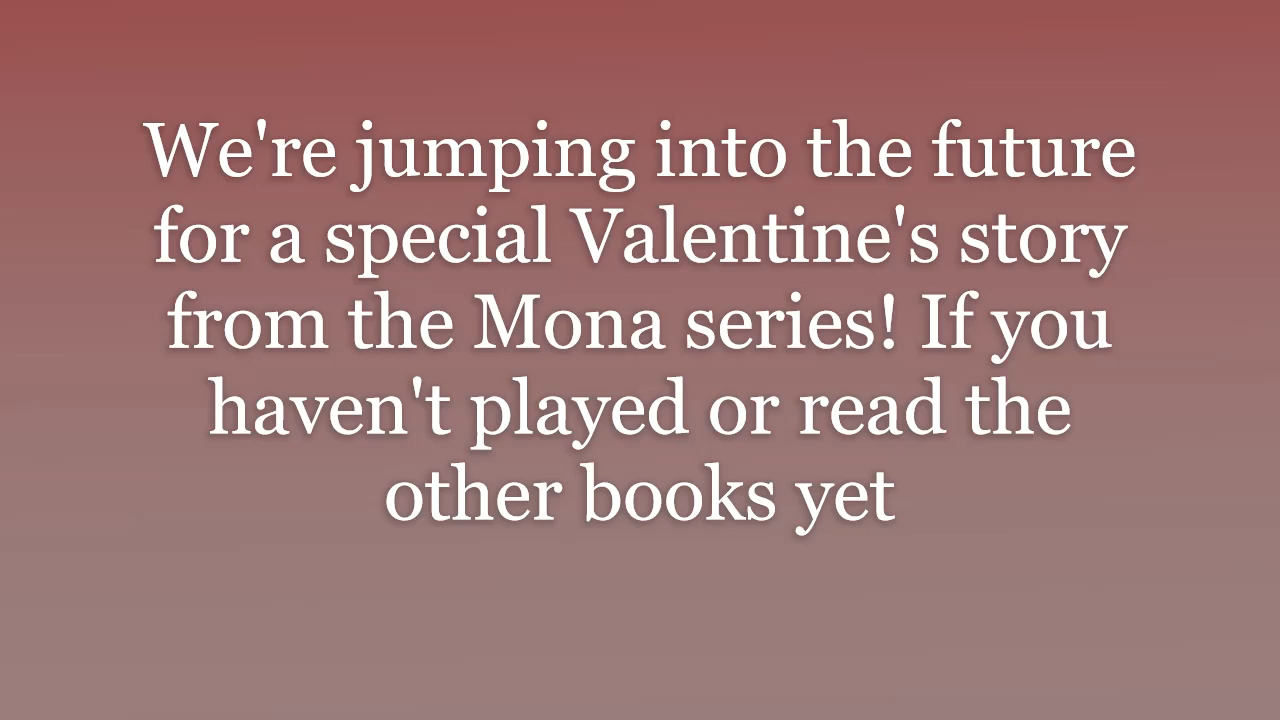 We're jumping into the future
for a special Valentine's story
from the Mona series! If you
haven't played or read the
other books yet